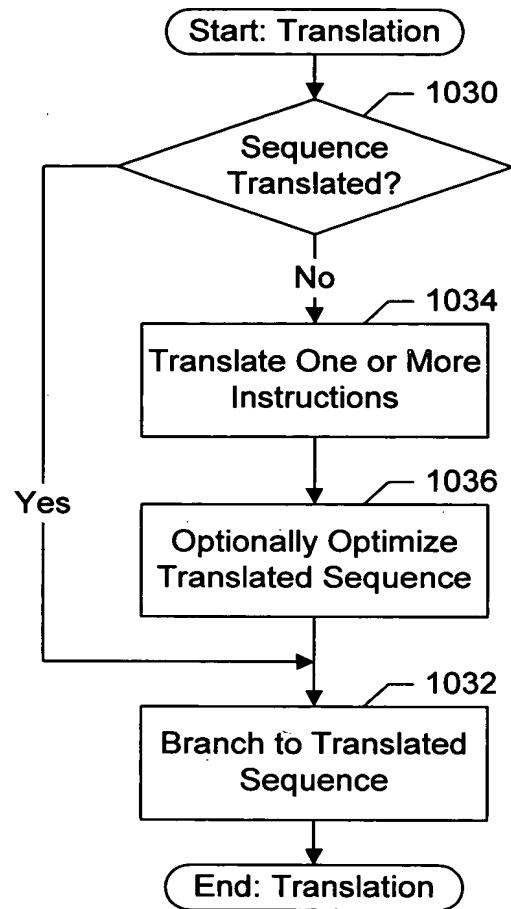 Start: Translation
1030
Sequence
Translated?
No
1034
Translate One or More
Instructions
Yes
1036
Optionally Optimize
Translated Sequence
1032
Branch to Translated
Sequence
End: Translation